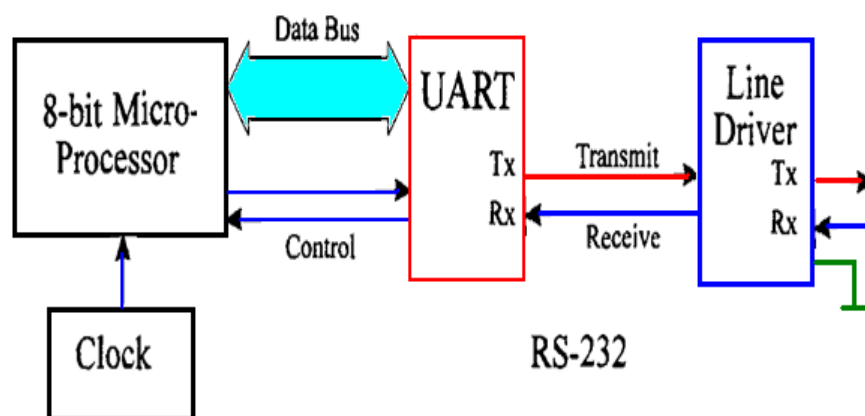 Data Bus
8-bit Micro-
Processor
UART
Line
Driver
Tx
Transmit
Tx
Rx
Receive
Rx
Control
Clock
RS-232